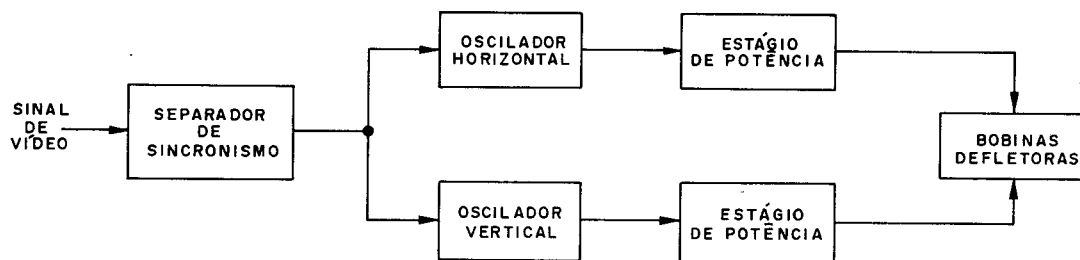 SINAL
DE
VÍDEO
SEPARADOR
DE
SINCRONISMO
OSCILADOR
HORIZONTAL
ESTÁGIO
DE POTÊNCIA
BOBINAS
DEFLETORAS
OSCILADOR
VERTICAL
ESTÁGIO
DE POTÊNCIA